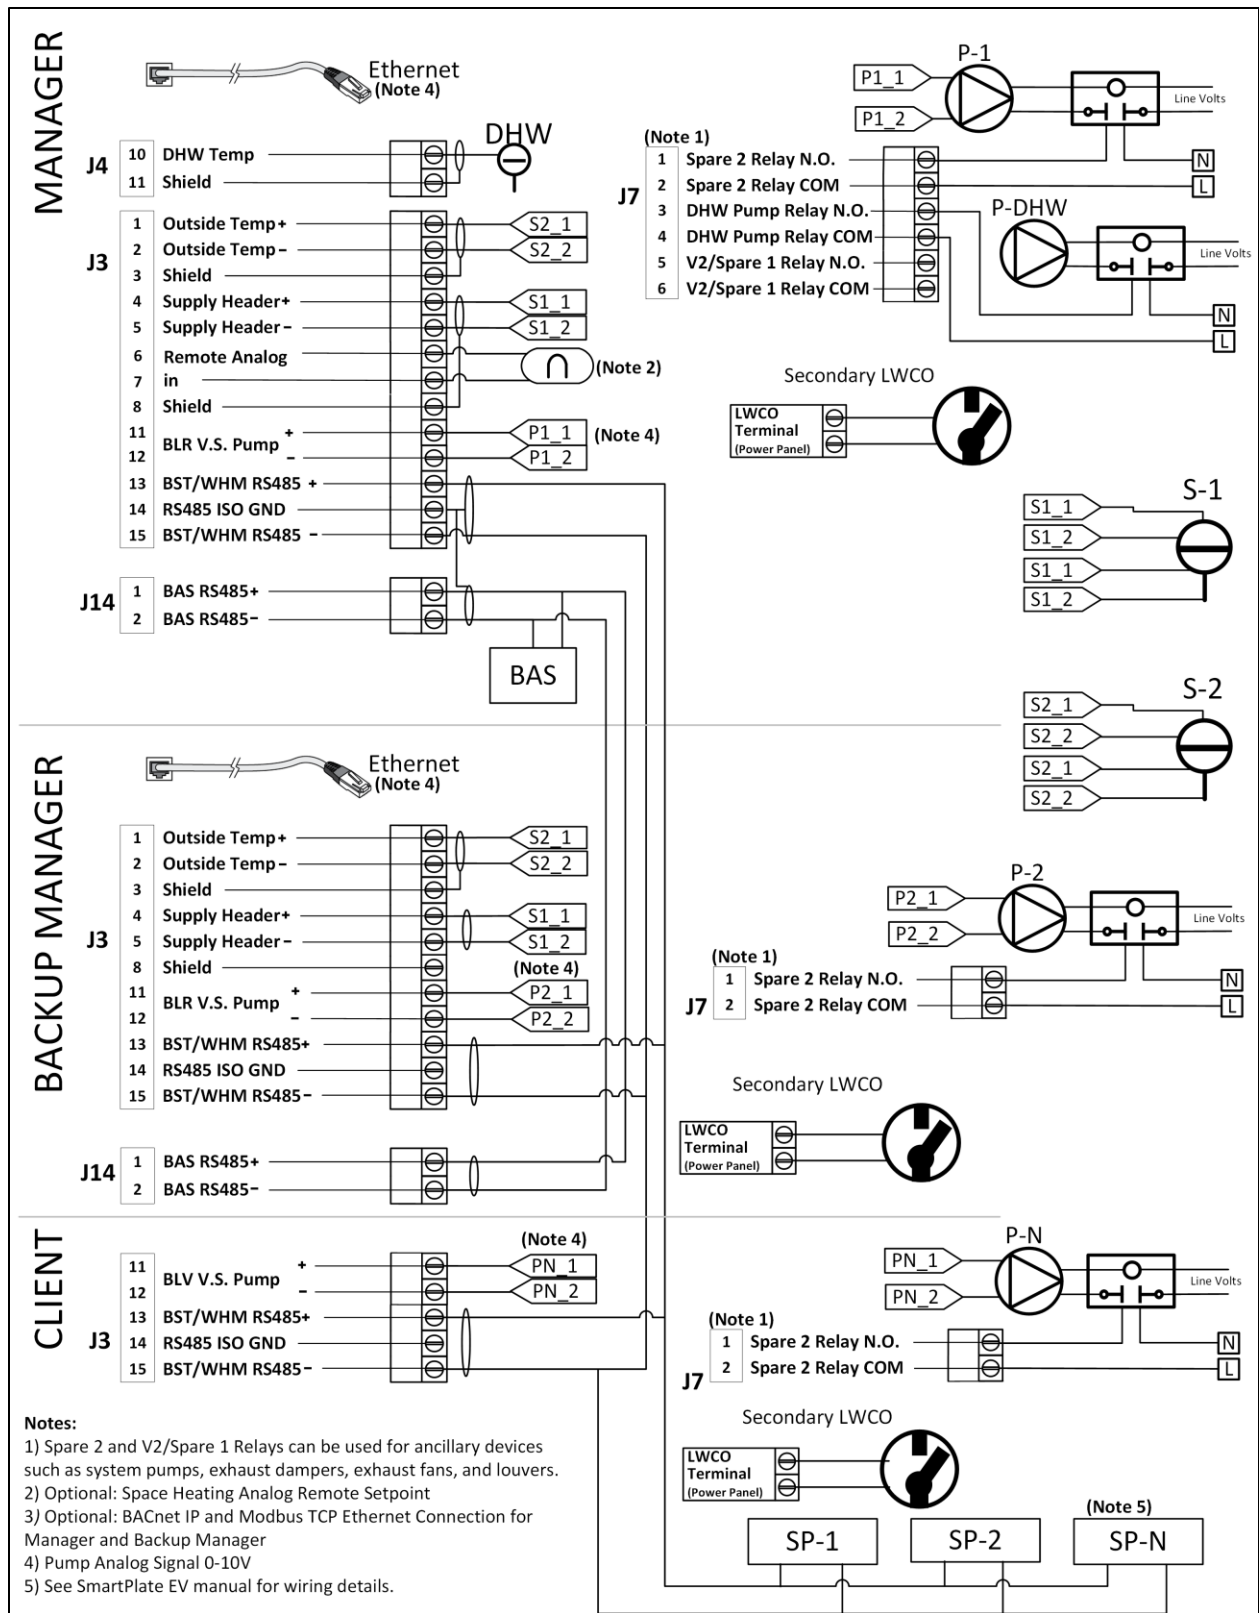 MANAGER
Ethernet
(Note 4)
DHW
J4
10 DHW Temp
11 Shield
J3
1 Outside Temp+
2 Outside Temp-
3 Shield
4 Supply Header+
5 Supply Header-
6 Remote Analog
7 in
8 Shield
11 BLR V.S. Pump +
12 -
13 BST/WHM RS485 +
14 RS485 ISO GND
15 BST/WHM RS485 -
S2_1
S2_2
S1_1
S1_2
(Note 2)
P1_1 (Note 4)
P1_2
J14
1 BAS RS485+
2 BAS RS485-
BAS
P-1
P1_1
P1_2
Line Volts
(Note 1)
J7
1 Spare 2 Relay N.O.
2 Spare 2 Relay COM
3 DHW Pump Relay N.O.
4 DHW Pump Relay COM
5 V2/Spare 1 Relay N.O.
6 V2/Spare 1 Relay COM
N
L
P-DHW
Line Volts
N
L
Secondary LWCO
LWCO
Terminal
(Power Panel)
S-1
S1_1
S1_2
S1_1
S1_2
S-2
S2_1
S2_2
S2_1
S2_2
BACKUP MANAGER
Ethernet
(Note 4)
J3
1 Outside Temp+
2 Outside Temp-
3 Shield
4 Supply Header+
5 Supply Header-
8 Shield
11 BLR V.S. Pump +
12 -
13 BST/WHM RS485+
14 RS485 ISO GND
15 BST/WHM RS485-
S2_1
S2_2
S1_1
S1_2
(Note 4)
P2_1
P2_2
J14
1 BAS RS485+
2 BAS RS485-
P-2
P2_1
P2_2
Line Volts
(Note 1)
J7
1 Spare 2 Relay N.O.
2 Spare 2 Relay COM
N
L
Secondary LWCO
LWCO
Terminal
(Power Panel)
CLIENT
J3
11 BLV V.S. Pump +
12 -
13 BST/WHM RS485+
14 RS485 ISO GND
15 BST/WHM RS485-
(Note 4)
PN_1
PN_2
P-N
PN_1
PN_2
Line Volts
(Note 1)
J7
1 Spare 2 Relay N.O.
2 Spare 2 Relay COM
N
L
Secondary LWCO
LWCO
Terminal
(Power Panel)
(Note 5)
SP-1
SP-2
SP-N
Notes:
1) Spare 2 and V2/Spare 1 Relays can be used for ancillary devices
such as system pumps, exhaust dampers, exhaust fans, and louvers.
2) Optional: Space Heating Analog Remote Setpoint
3) Optional: BACnet IP and Modbus TCP Ethernet Connection for
Manager and Backup Manager
4) Pump Analog Signal 0-10V
5) See SmartPlate EV manual for wiring details.